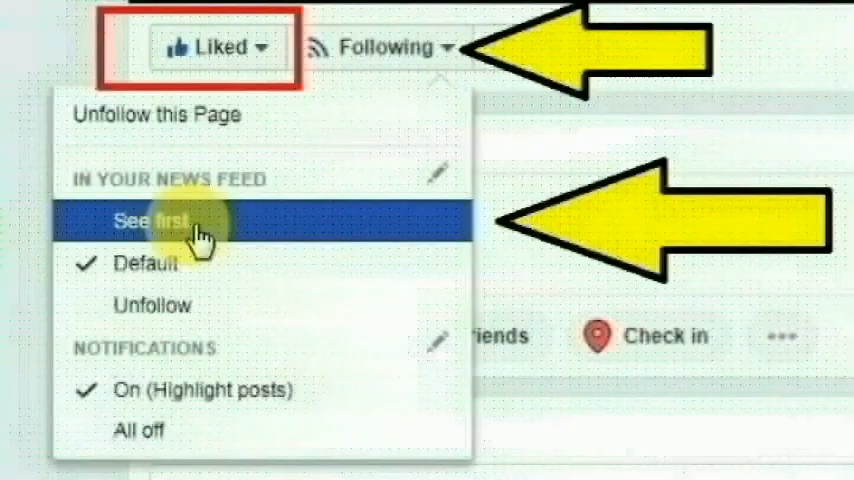 Liked Following
Unfollow this Page
IN YOUR NEWS FEED
See first
Default
Unfollow
NOTIFICATIONS
riends Check in
On (Highlight posts)
All off